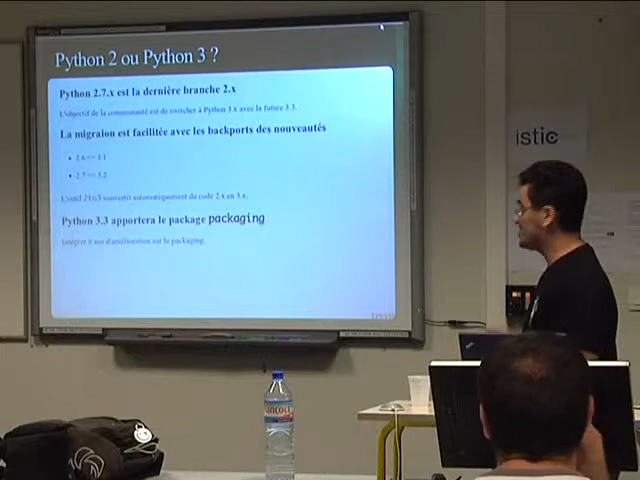 Python 2 ou Python 3 ?
Python 2.7.x est la dernière branche 2.x
L'objectif de la communauté est de switcher à Python 3.x avec la future 3.3.
La migraion est facilitée avec les backports des nouveautés
• 2.6 <=> 3.1
• 2.7 <=> 3.2
L'outil 2to3 convertit automatiquement du code 2.x en 3.x.
Python 3.3 apportera le package packaging
Intégrer 8 ans d'amélioration sur le packaging.
istic